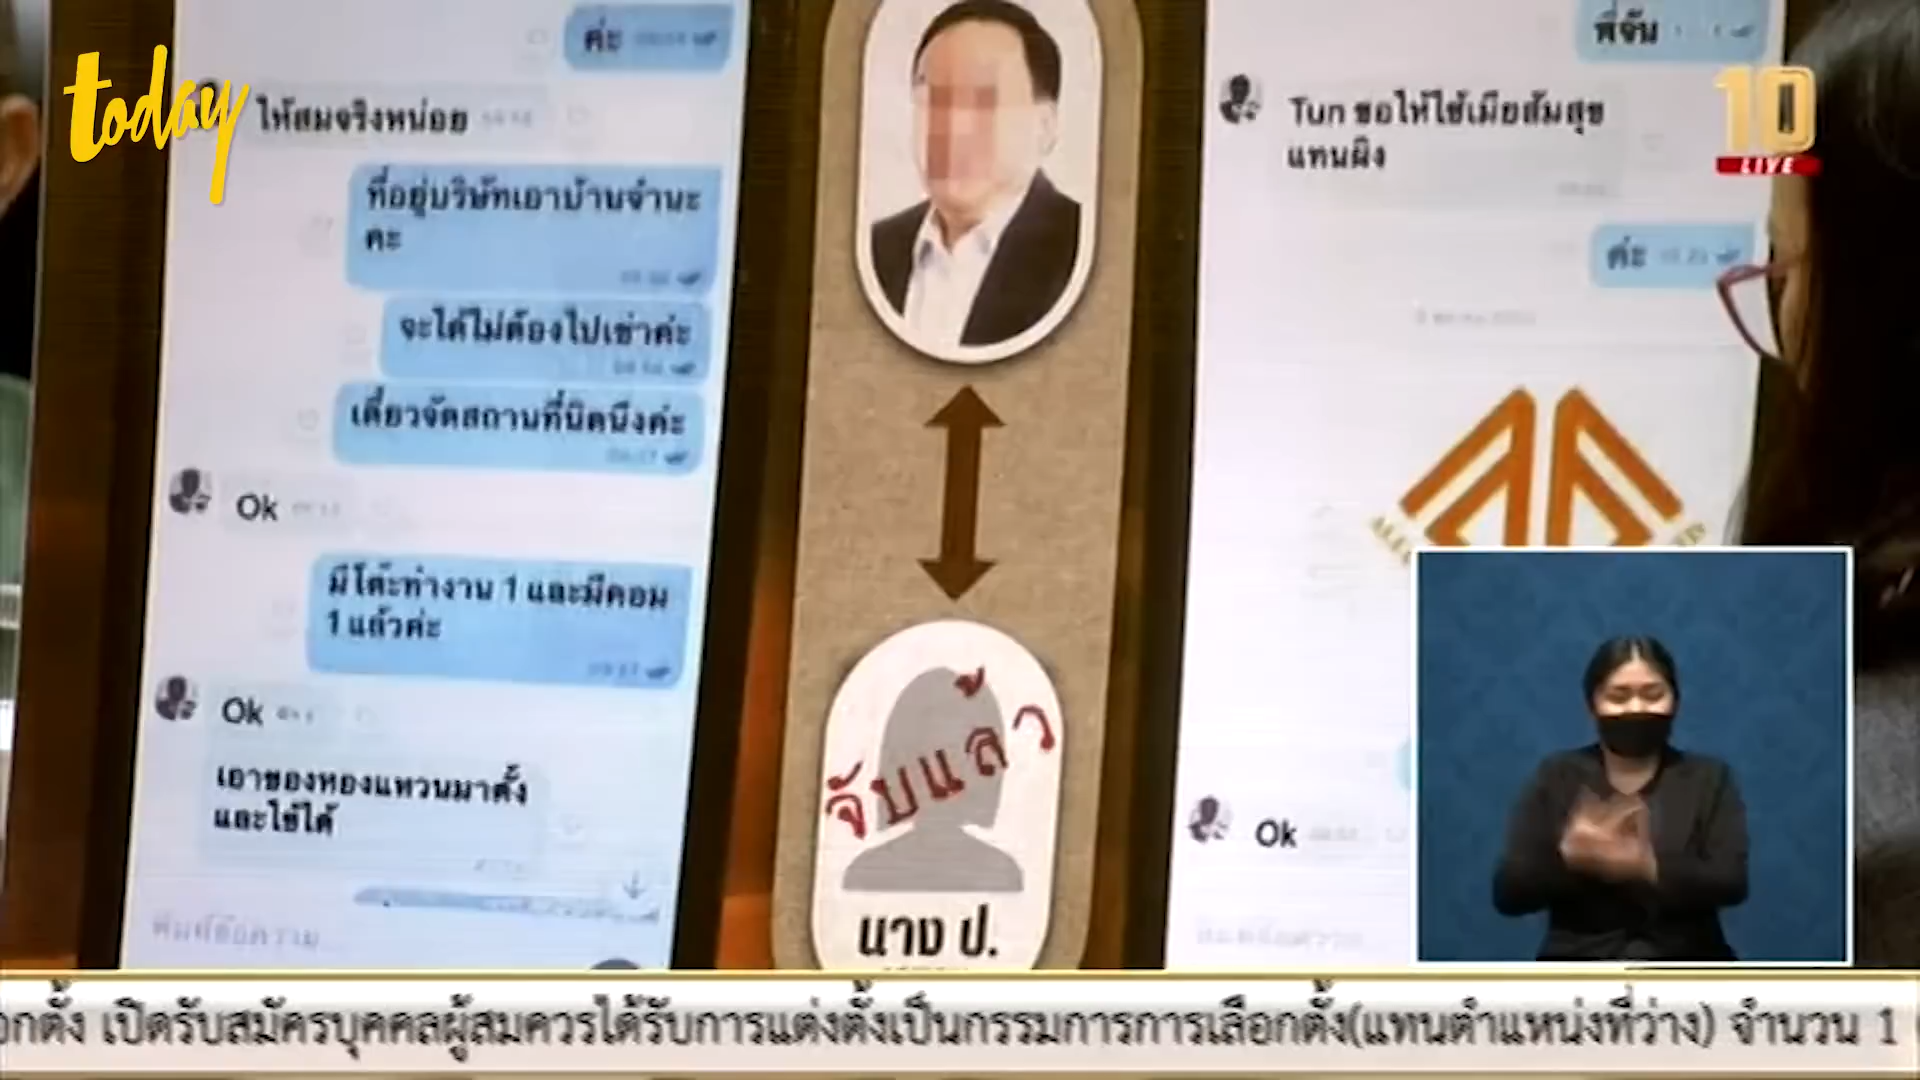 today
ค่ะ
ให้สมจริงหน่อย
ที่อยู่บริษัทเอาบ้านจำนะ
คะ
จะได้ไม่ต้องไปเช่าค่ะ
เดี๋ยวจัดสถานที่นิดนึงค่ะ
Ok
มีโต๊ะทำงาน 1 และมีคอม
1 แล้วค่ะ
Ok
เอาของทองแทวนมาตั้ง
และใช้ได้
พิมพ์ข้อความ
จับแล้ว
นาง ป.
พี่จัน
Tun ขอให้ใช้เมียสัมสุข
แทนผิง
ค่ะ
Ok
10
LIVE
อกตั้ง เปิดรับสมัครบุคคลผู้สมควรได้รับการแต่งตั้งเป็นกรรมการการเลือกตั้ง(แทนตำแหน่งที่ว่าง) จำนวน 1